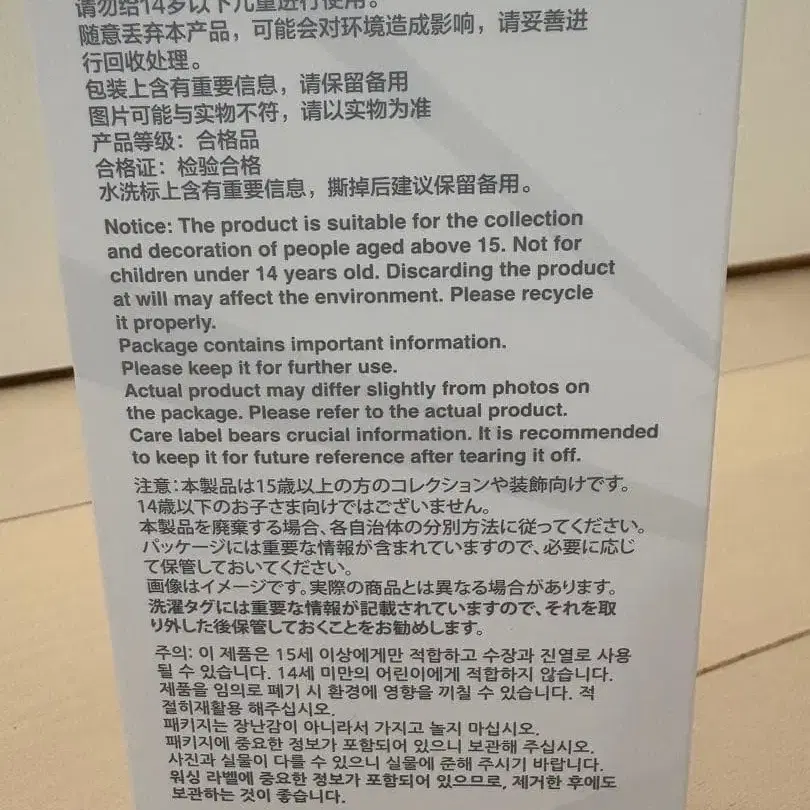 请勿给14岁以下儿童进行使用。
随意丢弃本产品，可能会对环境造成影响，请妥善进
行回收处理。
包装上含有重要信息，请保留备用
图片可能与实物不符，请以实物为准
产品等级：合格品
合格证：检验合格
水洗标上含有重要信息，撕掉后建议保留备用。
Notice: The product is suitable for the collection
and decoration of people aged above 15. Not for
children under 14 years old. Discarding the product
at will may affect the environment. Please recycle
it properly.
Package contains important information.
Please keep it for further use.
Actual product may differ slightly from photos on
the package. Please refer to the actual product.
Care label bears crucial information. It is recommended
to keep it for future reference after tearing it off.
注意：本製品は15歳以上の方のコレクションや装飾向けです。
14歳以下のお子さま向けではございません。
本製品を廃棄する場合、各自治体の分別方法に従ってください。
パッケージには重要な情報が含まれていますので、必要に応じ
て保管しておいてください。
画像はイメージです。実際の商品とは異なる場合があります。
洗濯タグには重要な情報が記載されていますので、それを取
り外した後保管しておくことをお勧めします。
주의: 이 제품은 15세 이상에게만 적합하고 수장과 진열로 사용
될 수 있습니다. 14세 미만의 어린이에게 적합하지 않습니다.
제품을 임의로 폐기 시 환경에 영향을 끼칠 수 있습니다. 적
절히재활용 해주십시오.
패키지는 장난감이 아니라서 가지고 놀지 마십시오.
패키지에 중요한 정보가 포함되어 있으니 보관해 주십시오.
사진과 실물이 다를 수 있으니 실물에 준해 주시기 바랍니다.
워싱 라벨에 중요한 정보가 포함되어 있으므로, 제거한 후에도
보관하는 것이 좋습니다.